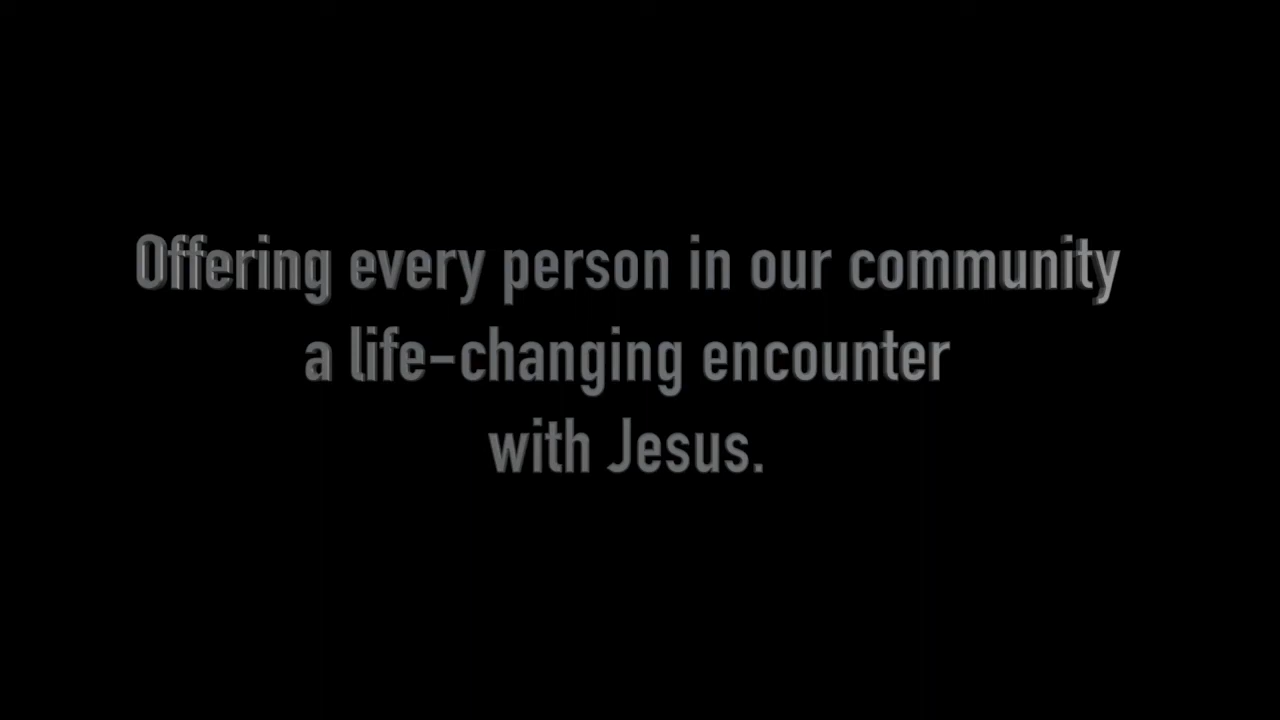 Offering every person in our community
a life-changing encounter
with Jesus.